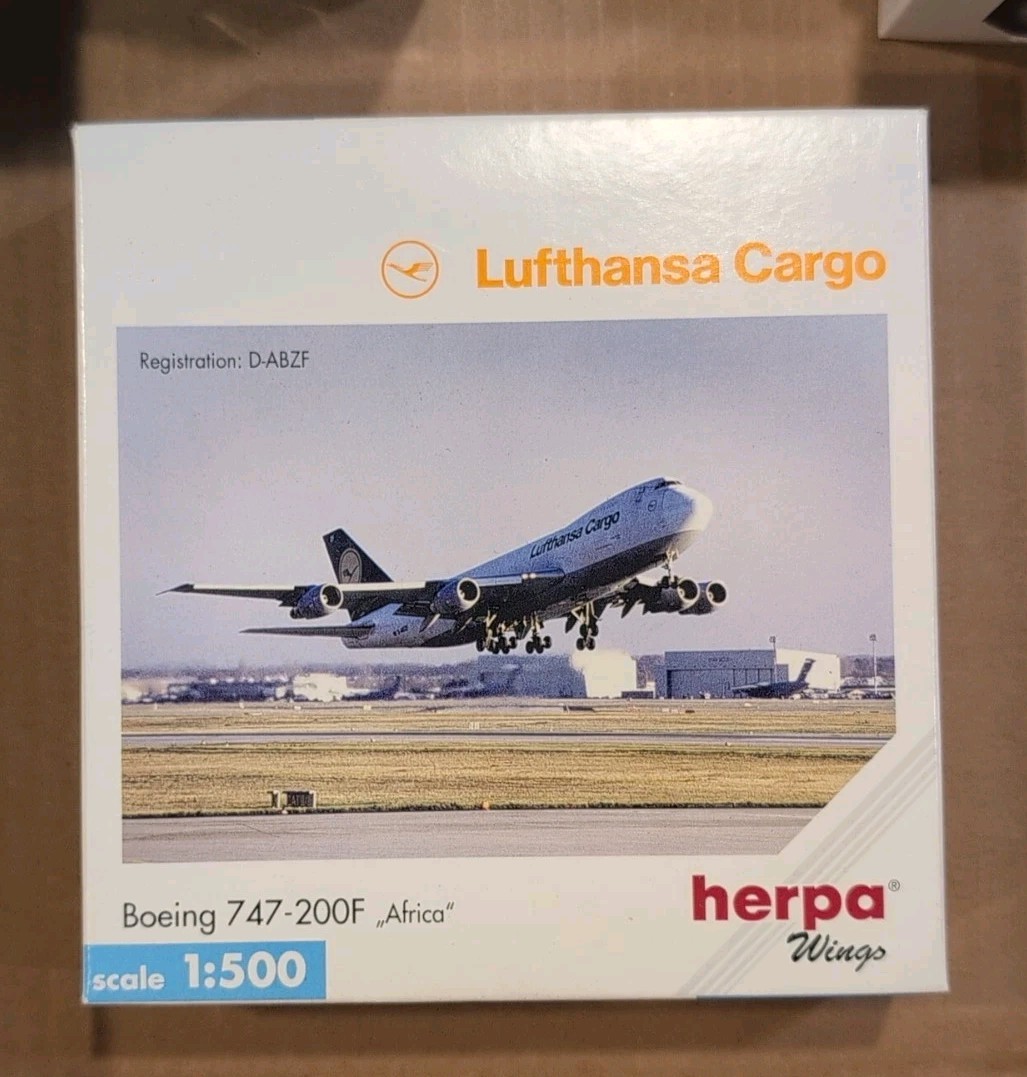 Lufthansa Cargo
Registration: D-ABZF
Lufthansa Cargo
Boeing 747-200F „Africa“
herpa®
Wings
scale 1:500